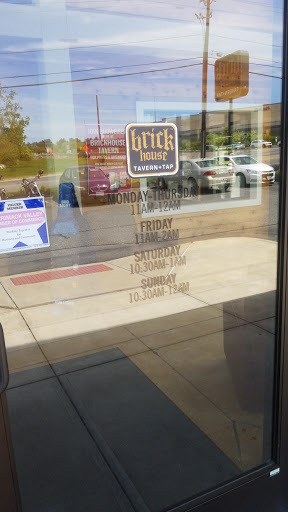 BRICKHOUSE
TAVERN
brick
house
TAVERN+TAP
MONDAY-THURSDAY
11AM-12AM
FRIDAY
11AM-2AM
SATURDAY
10:30AM-1AM
SUNDAY
10:30AM-12AM